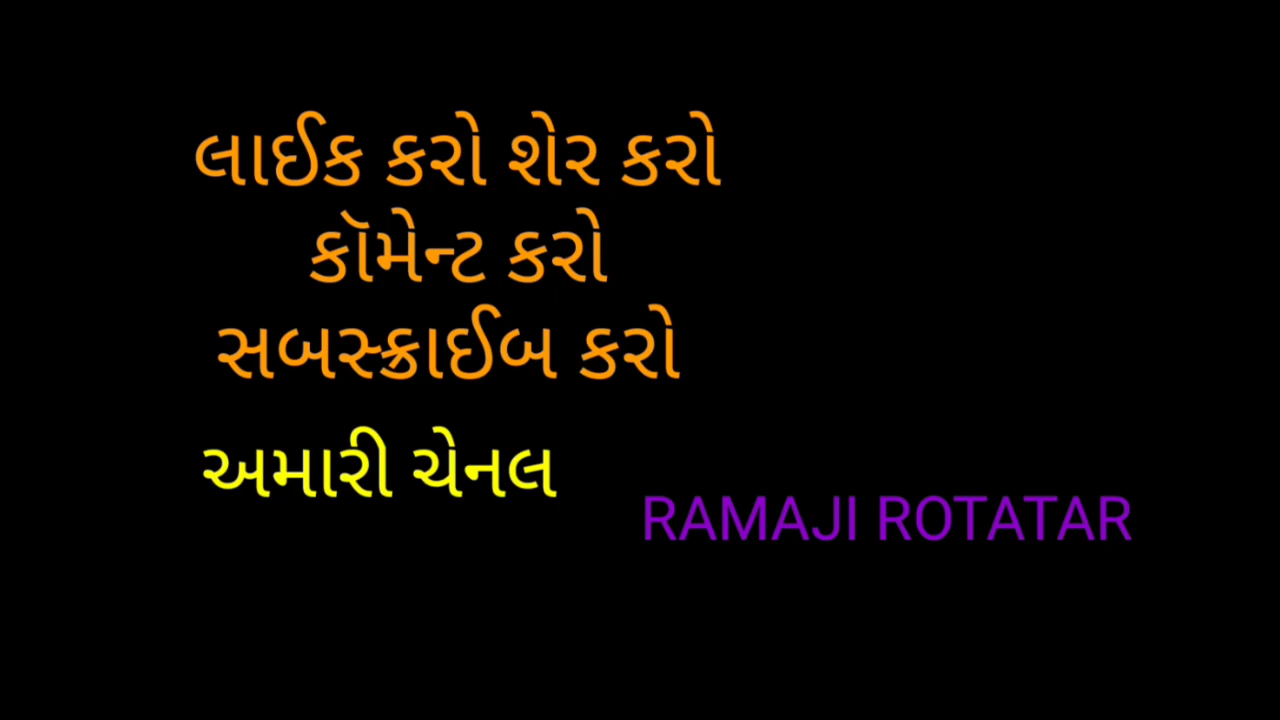 લાઈક કરો શેર કરો
કૉમેન્ટ કરો
સબસ્ક્રાઈબ કરો
અમારી ચેનલ
RAMAJI ROTATAR